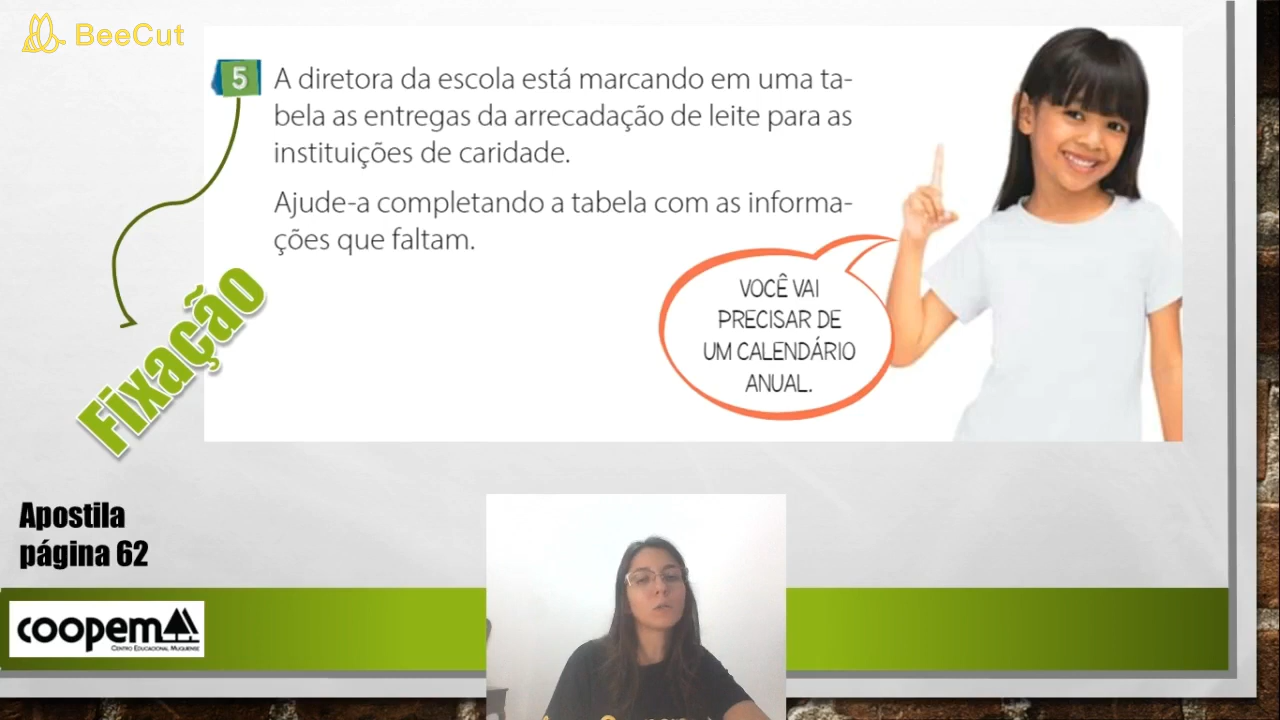 BeeCut
5
A diretora da escola está marcando em uma ta-
bela as entregas da arrecadação de leite para as
instituições de caridade.
Ajude-a completando a tabela com as informa-
ções que faltam.
VOCÊ VAI
PRECISAR DE
UM CALENDÁRIO
ANUAL.
Fixação
Apostila
página 62
coopema
CENTRO EDUCACIONAL MUQUIENSE